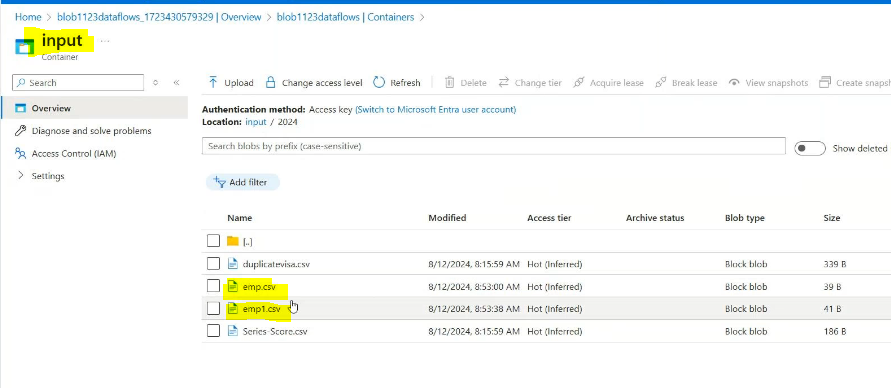 Home > blob1123dataflows_1723430579329 | Overview > blob1123dataflows | Containers >
input ...
Container
Search
Upload Change access level Refresh Delete Change tier Acquire lease Break lease View snapshots Create snapsh
Overview
Diagnose and solve problems
Access Control (IAM)
Settings
Authentication method: Access key (Switch to Microsoft Entra user account)
Location: input / 2024
Search blobs by prefix (case-sensitive)
Show deleted
Add filter
Name Modified Access tier Archive status Blob type Size
[..]
duplicatevisa.csv 8/12/2024, 8:15:59 AM Hot (Inferred) Block blob 339 B
emp.csv 8/12/2024, 8:53:00 AM Hot (Inferred) Block blob 39 B
emp1.csv 8/12/2024, 8:53:38 AM Hot (Inferred) Block blob 41 B
Series-Score.csv 8/12/2024, 8:15:59 AM Hot (Inferred) Block blob 186 B